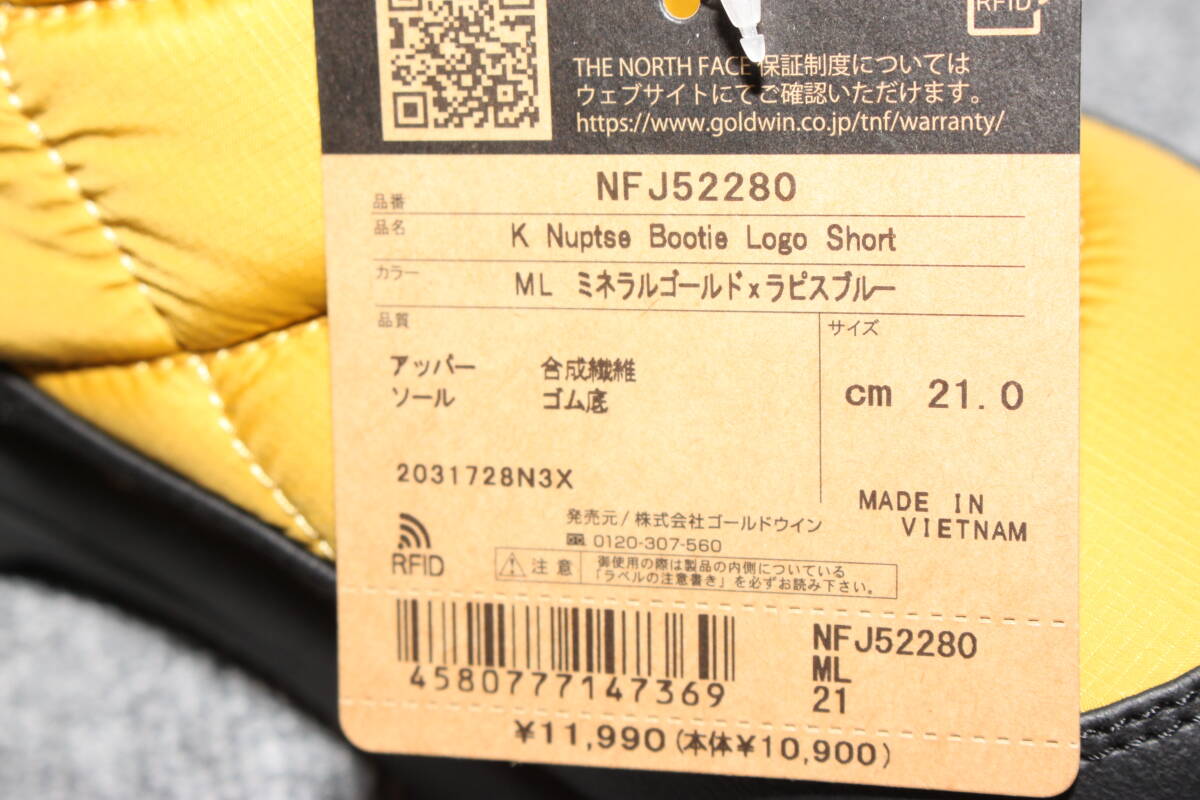 RFID
THE NORTH FACE 保証制度については
ウェブサイトにてご確認いただけます。
https://www.goldwin.co.jp/tnf/warranty/
品番 NFJ52280
品名 K Nuptse Bootie Logo Short
カラー ML ミネラルゴールドxラピスブルー
品質
アッパー 合成繊維
ソール ゴム底
サイズ
cm 21.0
2031728N3X
MADE IN
VIETNAM
RFID
発売元/株式会社ゴールドウイン
0120-307-560
注意 御使用の際は製品の内側についている
「ラベルの注意書き」を必ずお読み下さい。
4580777147369
NFJ52280
ML
21
¥11,990(本体¥10,900)